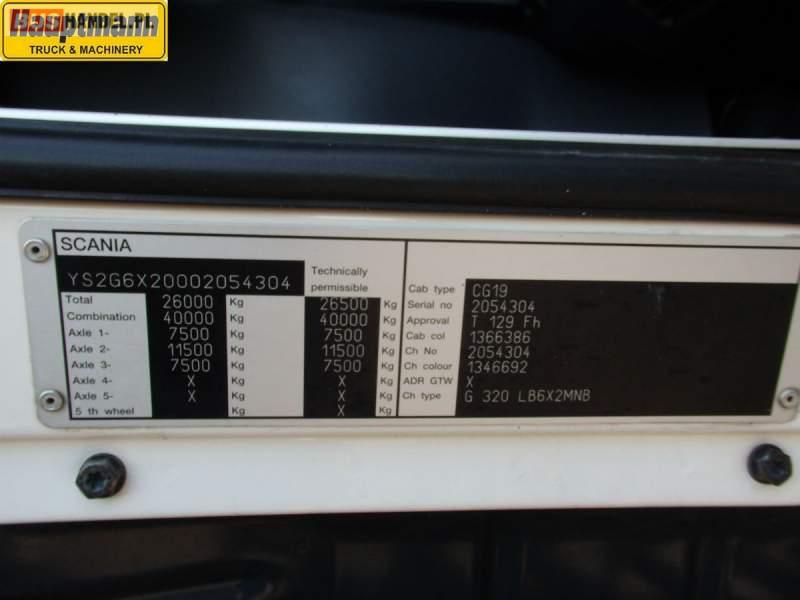 HANDEL.PL
Hauptmann
TRUCK & MACHINERY
SCANIA
YS2G6X20002054304
Technically
permissible
Total 26000 Kg 26500 Kg
Combination 40000 Kg 40000 Kg
Axle 1- 7500 Kg 7500 Kg
Axle 2- 11500 Kg 11500 Kg
Axle 3- 7500 Kg 7500 Kg
Axle 4- X Kg X Kg
Axle 5- X Kg X Kg
5 th wheel Kg X Kg
Cab type CG19
Serial no 2054304
Approval T 129 Fh
Cab col 1366386
Ch No 2054304
Ch colour 1346692
ADR GTW X
Ch type G 320 LB6X2MNB